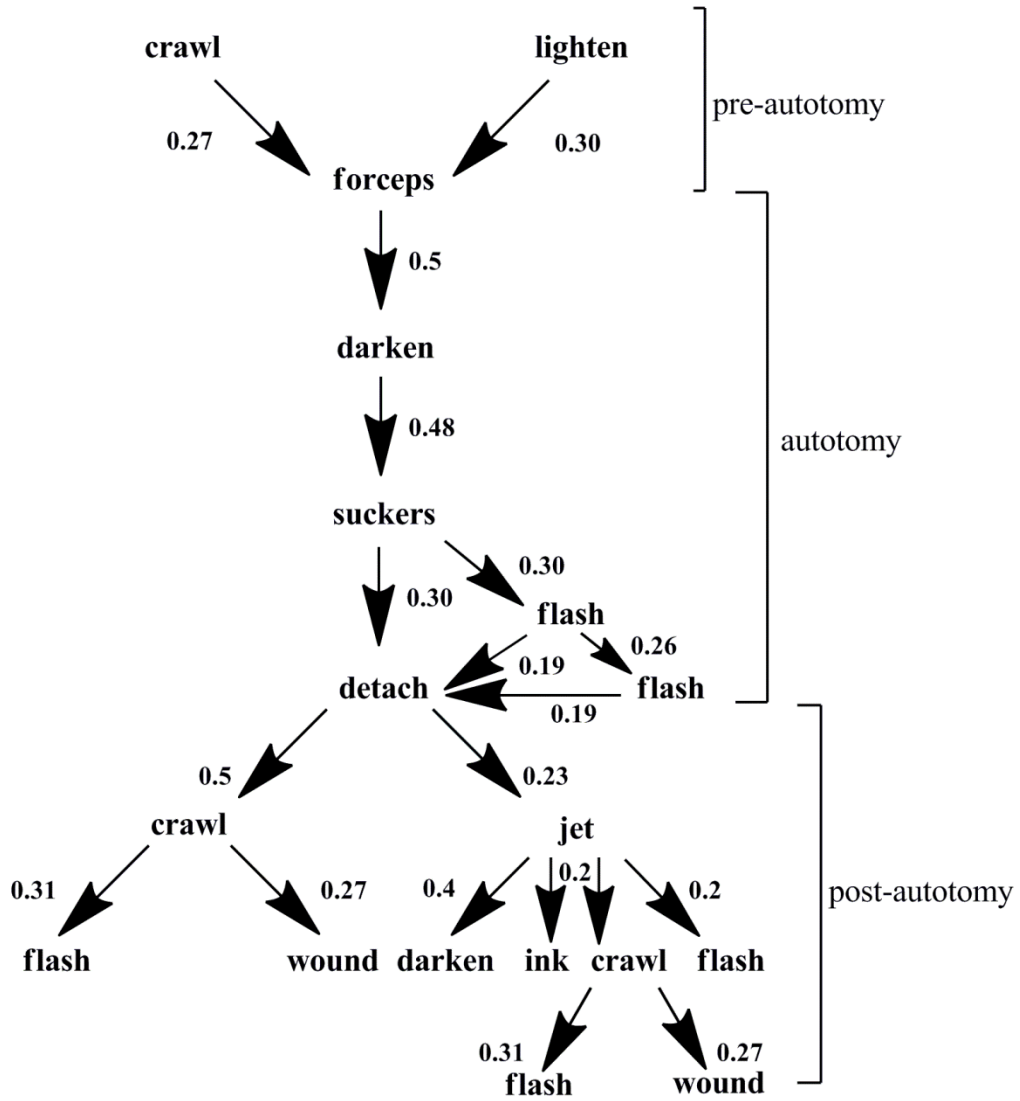 crawl
lighten
pre-autotomy
0.27
0.30
forceps
0.5
darken
0.48
autotomy
suckers
0.30
0.30
flash
0.19
0.26
detach
flash
0.19
0.5
0.23
crawl
jet
0.31
0.27
0.4
0.2
0.2
post-autotomy
flash
wound
darken
ink
crawl
flash
0.31
0.27
flash
wound